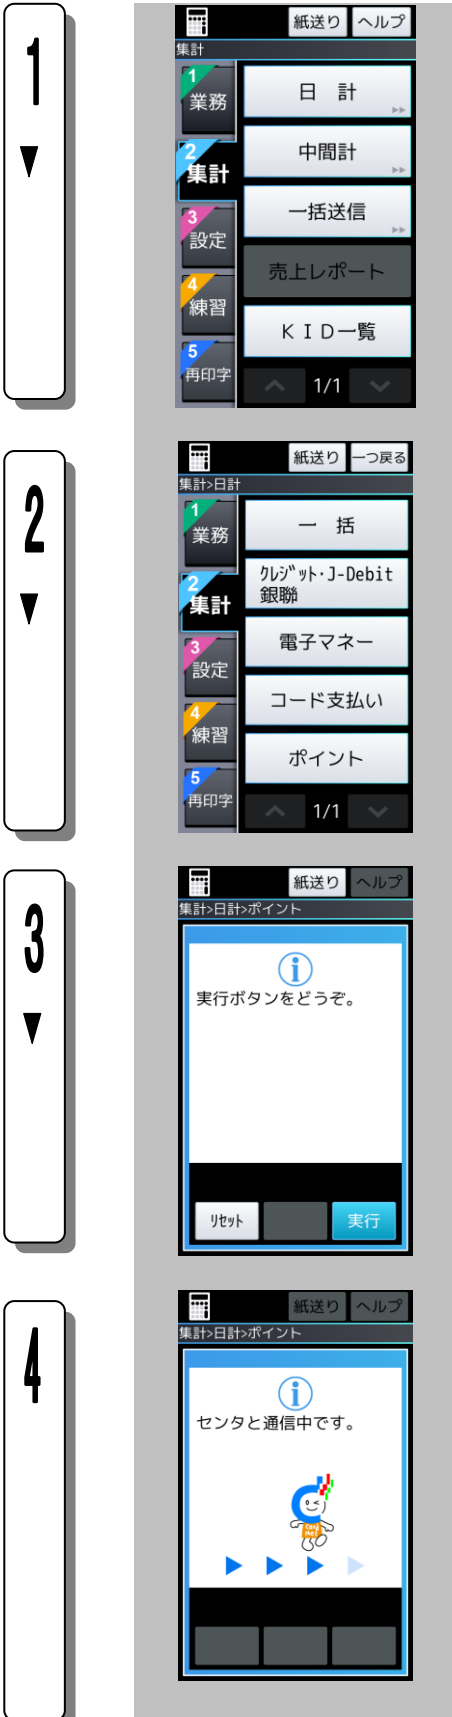 1
▼
紙送り ヘルプ
集計
1 業務
2 集計
3 設定
4 練習
5 再印字
日 計
中間計
一括送信
売上レポート
ＫＩＤ一覧
1/1
2
▼
紙送り 一つ戻る
集計>日計
1 業務
2 集計
3 設定
4 練習
5 再印字
一 括
ｸﾚｼﾞｯﾄ･J-Debit
銀聯
電子マネー
コード支払い
ポイント
1/1
3
▼
紙送り ヘルプ
集計>日計>ポイント
実行ボタンをどうぞ。
ﾘｾｯﾄ 実行
4
紙送り ヘルプ
集計>日計>ポイント
センタと通信中です。